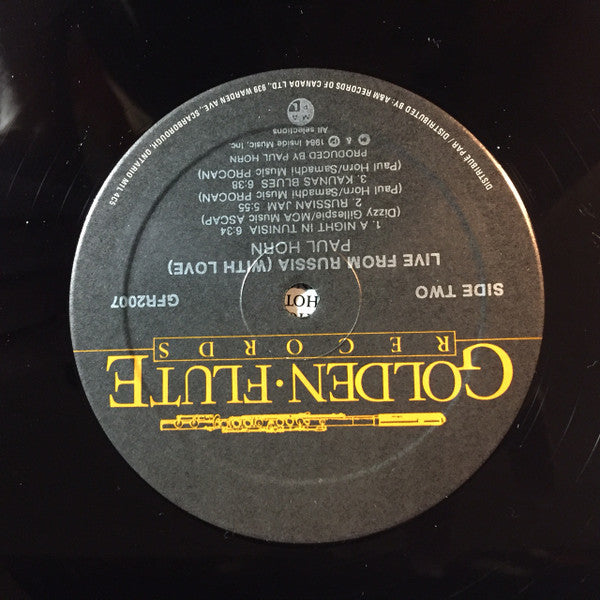 GOLDEN·FLUTE
RECORDS
SIDE TWO
GFR2007
LIVE FROM RUSSIA (WITH LOVE)
PAUL HORN
1. A NIGHT IN TUNISIA 6:34
(Dizzy Gillespie/MCA Music ASCAP)
2. RUSSIAN JAM 5:55
(Paul Horn/Samadhi Music PROCAN)
3. KAUNAS BLUES 6:38
(Paul Horn/Samadhi Music PROCAN)
PRODUCED BY PAUL HORN
℗ & © 1984 Inside Music, Inc
All selections
DISTRIBUE PAR / DISTRIBUTED BY: A&M RECORDS OF CANADA LTD., 939 WARDEN AVE., SCARBOROUGH, ONTARIO M1L 4C5
HOT